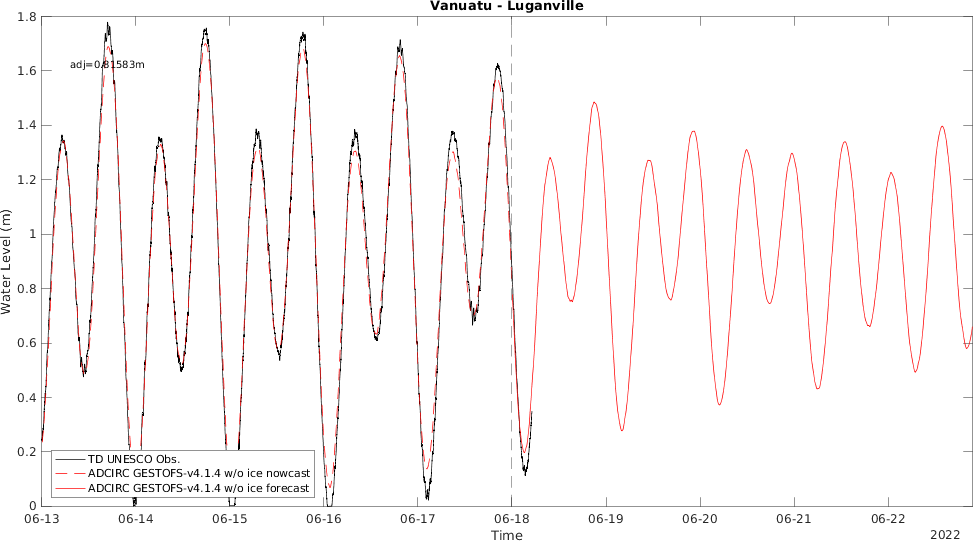 Vanuatu - Luganville
1.8
1.6
1.4
1.2
1
0.8
0.6
0.4
0.2
0
Water Level (m)
adj=0.81583m
TD UNESCO Obs.
ADCIRC GESTOFS-v4.1.4 w/o ice nowcast
ADCIRC GESTOFS-v4.1.4 w/o ice forecast
06-13 06-14 06-15 06-16 06-17 06-18 06-19 06-20 06-21 06-22
Time
2022